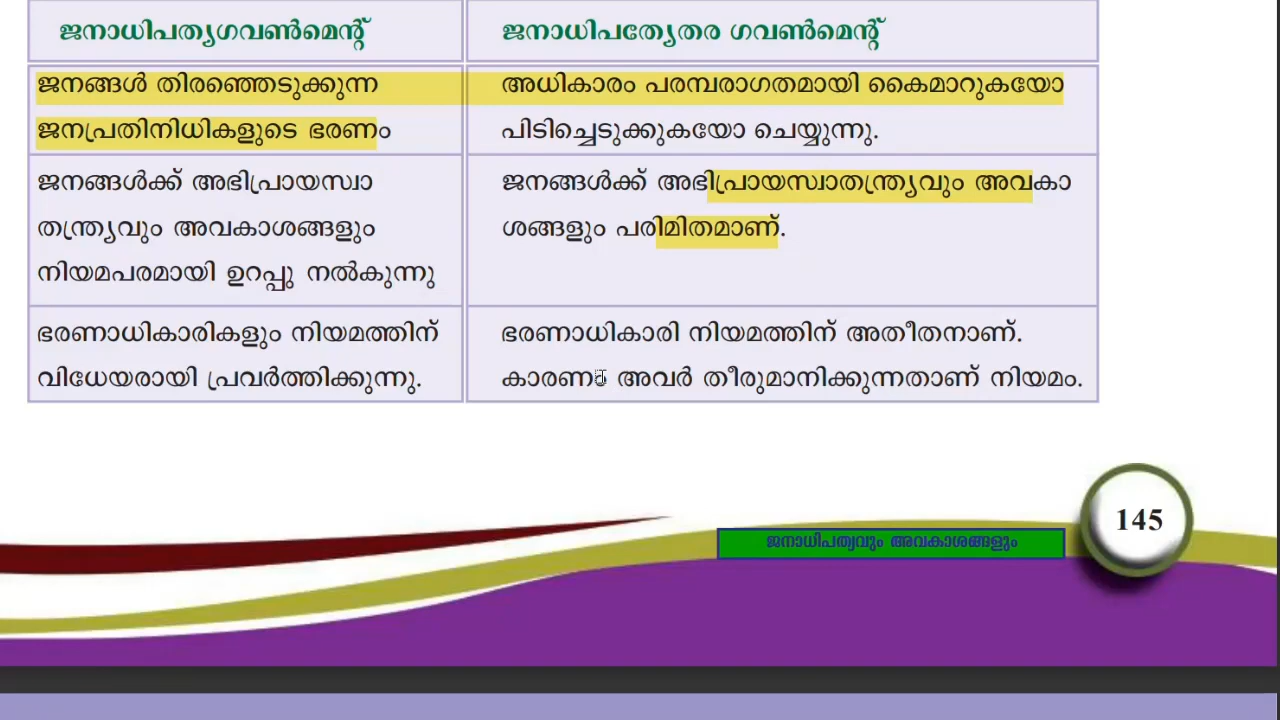 ജനാധിപത്യഗവൺമെന്റ്
ജനാധിപത്യേതര ഗവൺമെന്റ്
ജനങ്ങൾ തിരഞ്ഞെടുക്കുന്ന
ജനപ്രതിനിധികളുടെ ഭരണം
അധികാരം പരമ്പരാഗതമായി കൈമാറുകയോ
പിടിച്ചെടുക്കുകയോ ചെയ്യുന്നു.
ജനങ്ങൾക്ക് അഭിപ്രായസ്വാ
തന്ത്ര്യവും അവകാശങ്ങളും
നിയമപരമായി ഉറപ്പു നൽകുന്നു
ജനങ്ങൾക്ക് അഭിപ്രായസ്വാതന്ത്ര്യവും അവകാ
ശങ്ങളും പരിമിതമാണ്.
ഭരണാധികാരികളും നിയമത്തിന്
വിധേയരായി പ്രവർത്തിക്കുന്നു.
ഭരണാധികാരി നിയമത്തിന് അതീതനാണ്.
കാരണം അവർ തീരുമാനിക്കുന്നതാണ് നിയമം.
145
ജനാധിപത്വവും അവകാശങ്ങളും